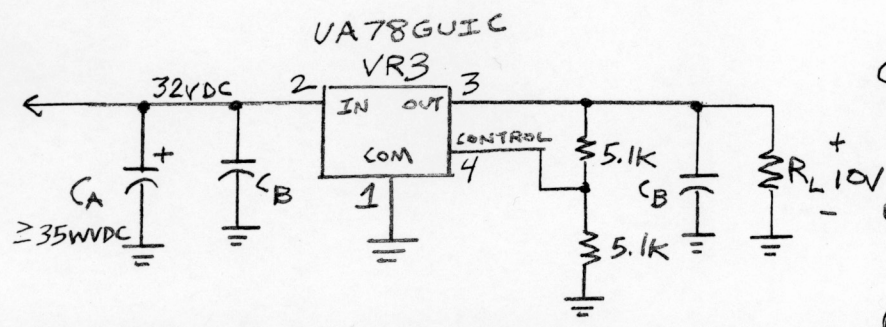 UA78GUIC
VR3
32VDC
2
3
IN OUT
CONTROL
COM
4
1
+
CA
≥35WVDC
CB
5.1K
5.1K
CB
RL
+
10V
-